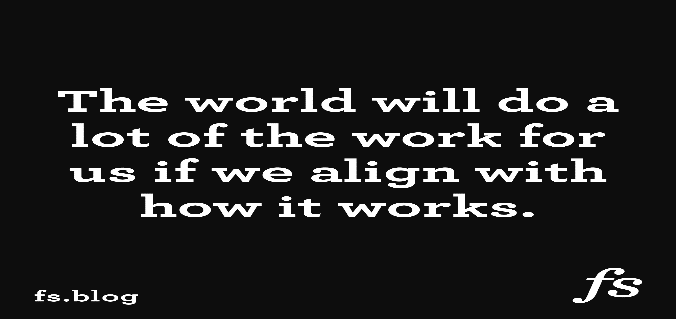 The world will do a
lot of the work for
us if we align with
how it works.
fs.blog
fs